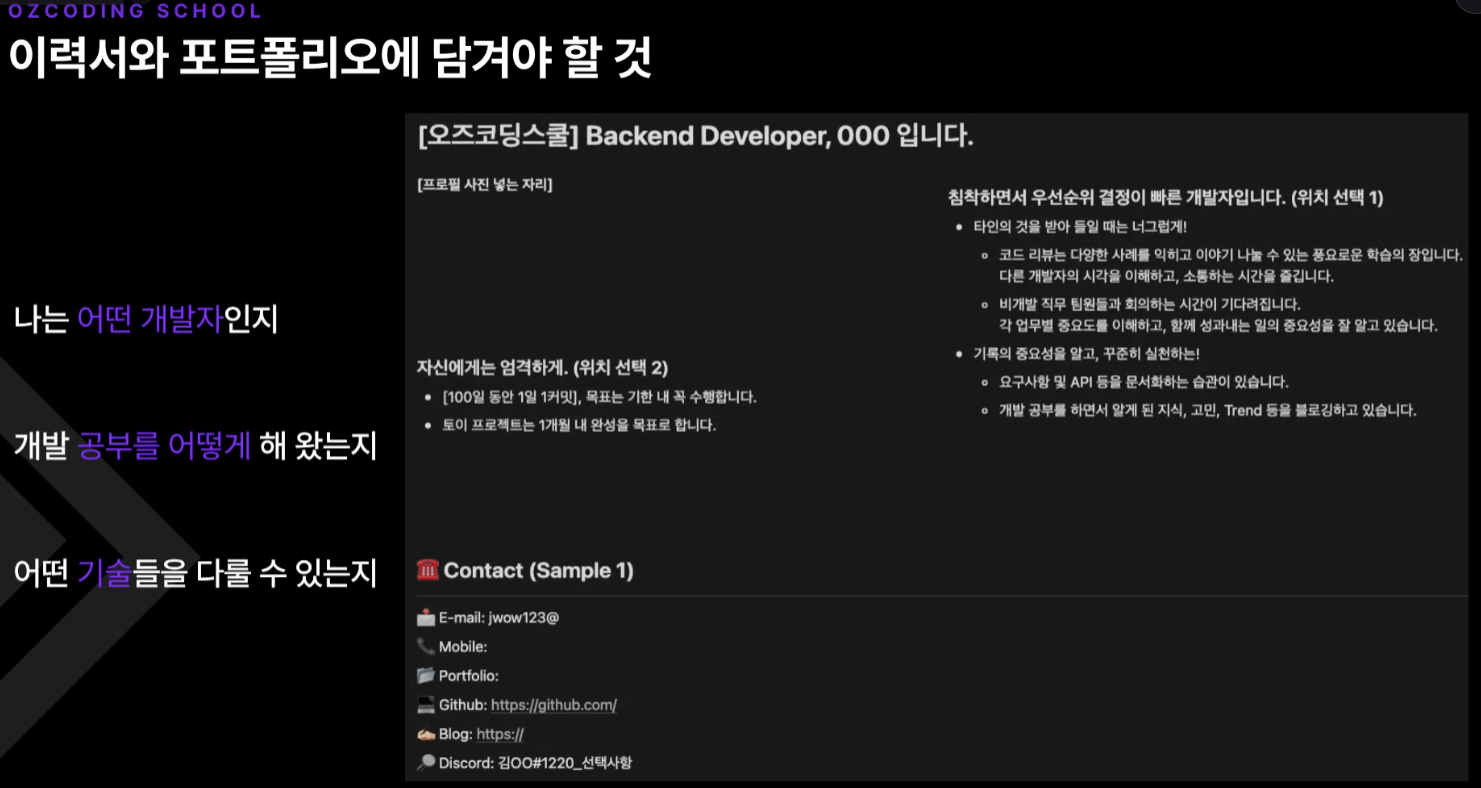 OZCODING SCHOOL
이력서와 포트폴리오에 담겨야 할 것
나는 어떤 개발자인지
개발 공부를 어떻게 해 왔는지
어떤 기술들을 다룰 수 있는지
[오즈코딩스쿨] Backend Developer, OOO 입니다.
[프로필 사진 넣는 자리]
자신에게는 엄격하게. (위치 선택 2)
[100일 동안 1일 1커밋], 목표는 기한 내 꼭 수행합니다.
토이 프로젝트는 1개월 내 완성을 목표로 합니다.
침착하면서 우선순위 결정이 빠른 개발자입니다. (위치 선택 1)
타인의 것을 받아 들일 때는 너그럽게!
코드 리뷰는 다양한 사례를 익히고 이야기 나눌 수 있는 풍요로운 학습의 장입니다.
다른 개발자의 시각을 이해하고, 소통하는 시간을 즐깁니다.
비개발 직무 팀원들과 회의하는 시간이 기다려집니다.
각 업무별 중요도를 이해하고, 함께 성과내는 일의 중요성을 잘 알고 있습니다.
기록의 중요성을 알고, 꾸준히 실천하는!
요구사항 및 API 등을 문서화하는 습관이 있습니다.
개발 공부를 하면서 알게 된 지식, 고민, Trend 등을 블로깅하고 있습니다.
Contact (Sample 1)
E-mail: jwow123@
Mobile:
Portfolio:
Github: https://github.com/
Blog: https://
Discord: 김OO#1220_선택사항